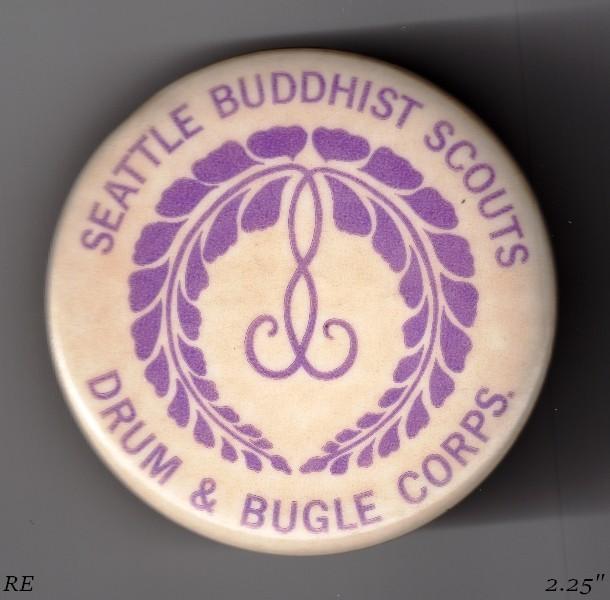 SEATTLE BUDDHIST SCOUTS
DRUM & BUGLE CORPS.
RE
2.25"